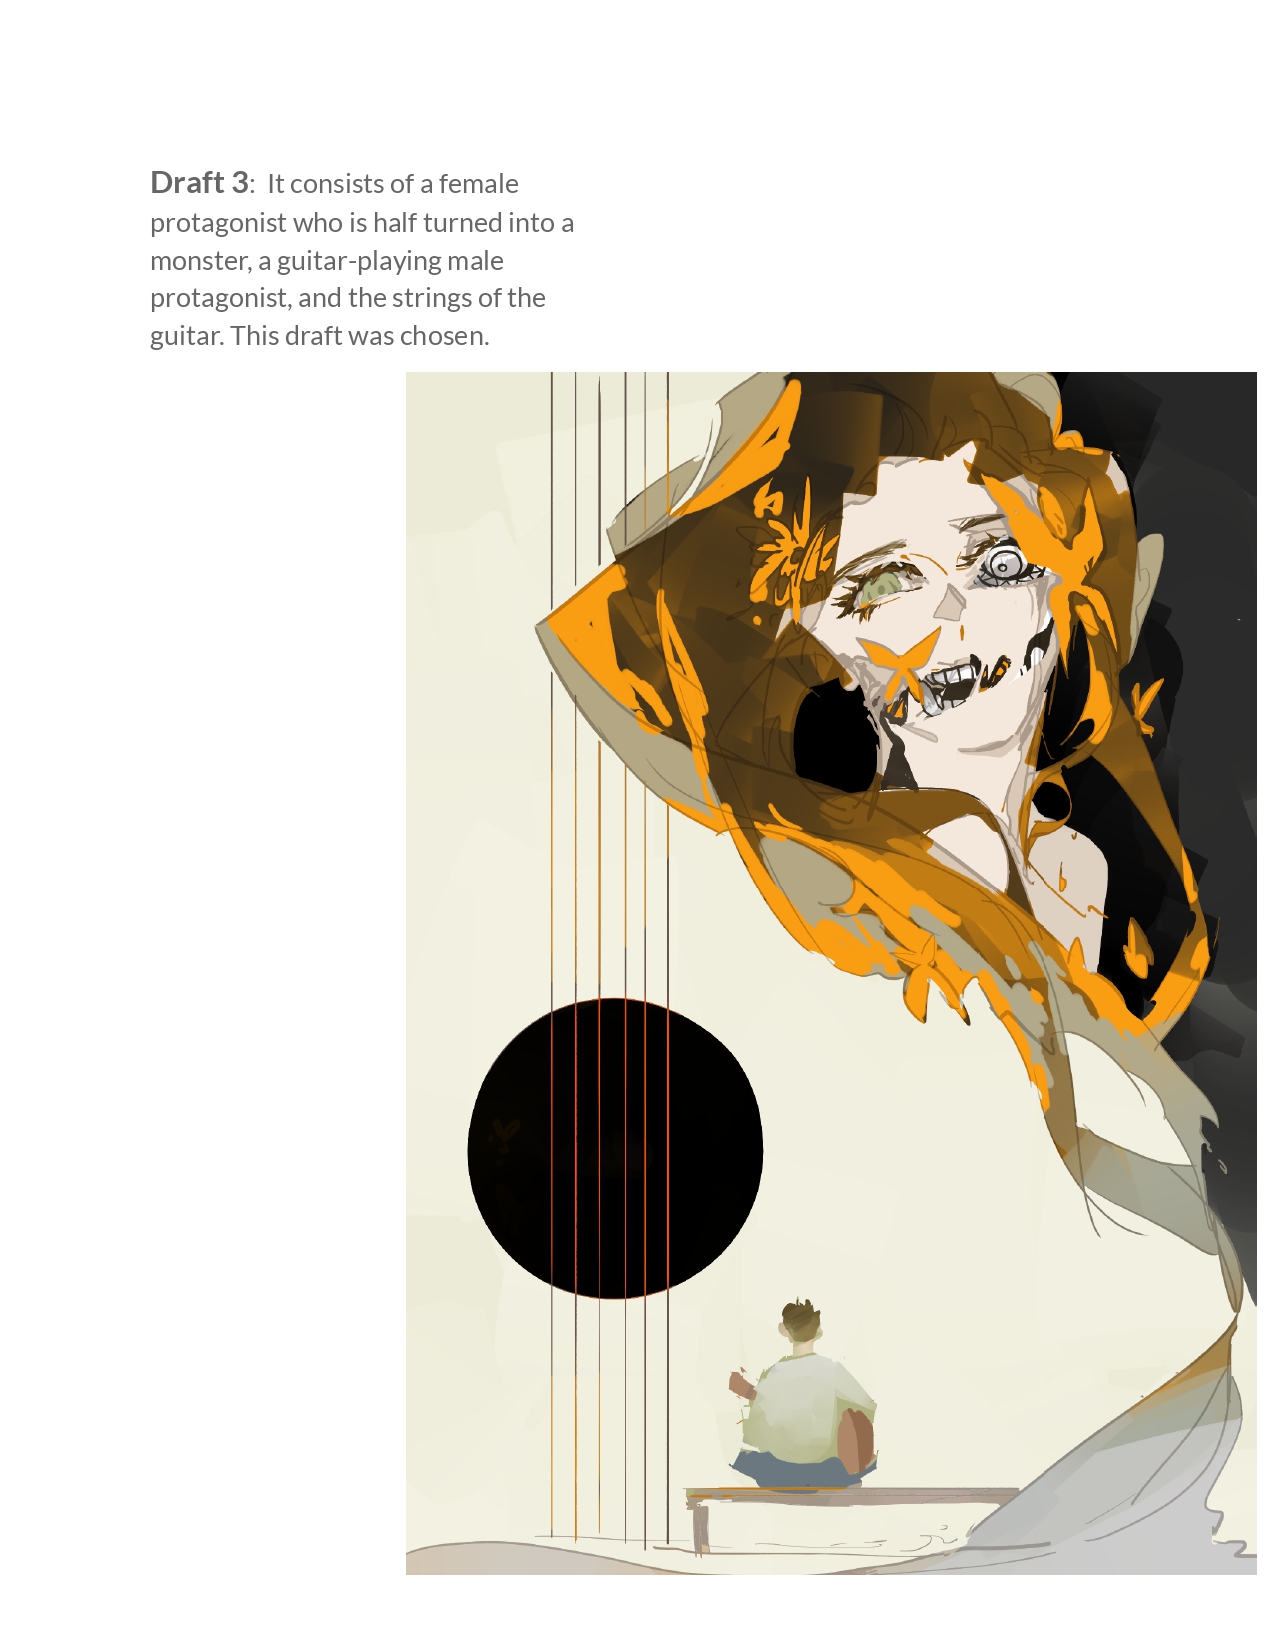 Draft 3:  It consists of a female
protagonist who is half turned into a
monster, a guitar-playing male
protagonist, and the strings of the
guitar. This draft was chosen.